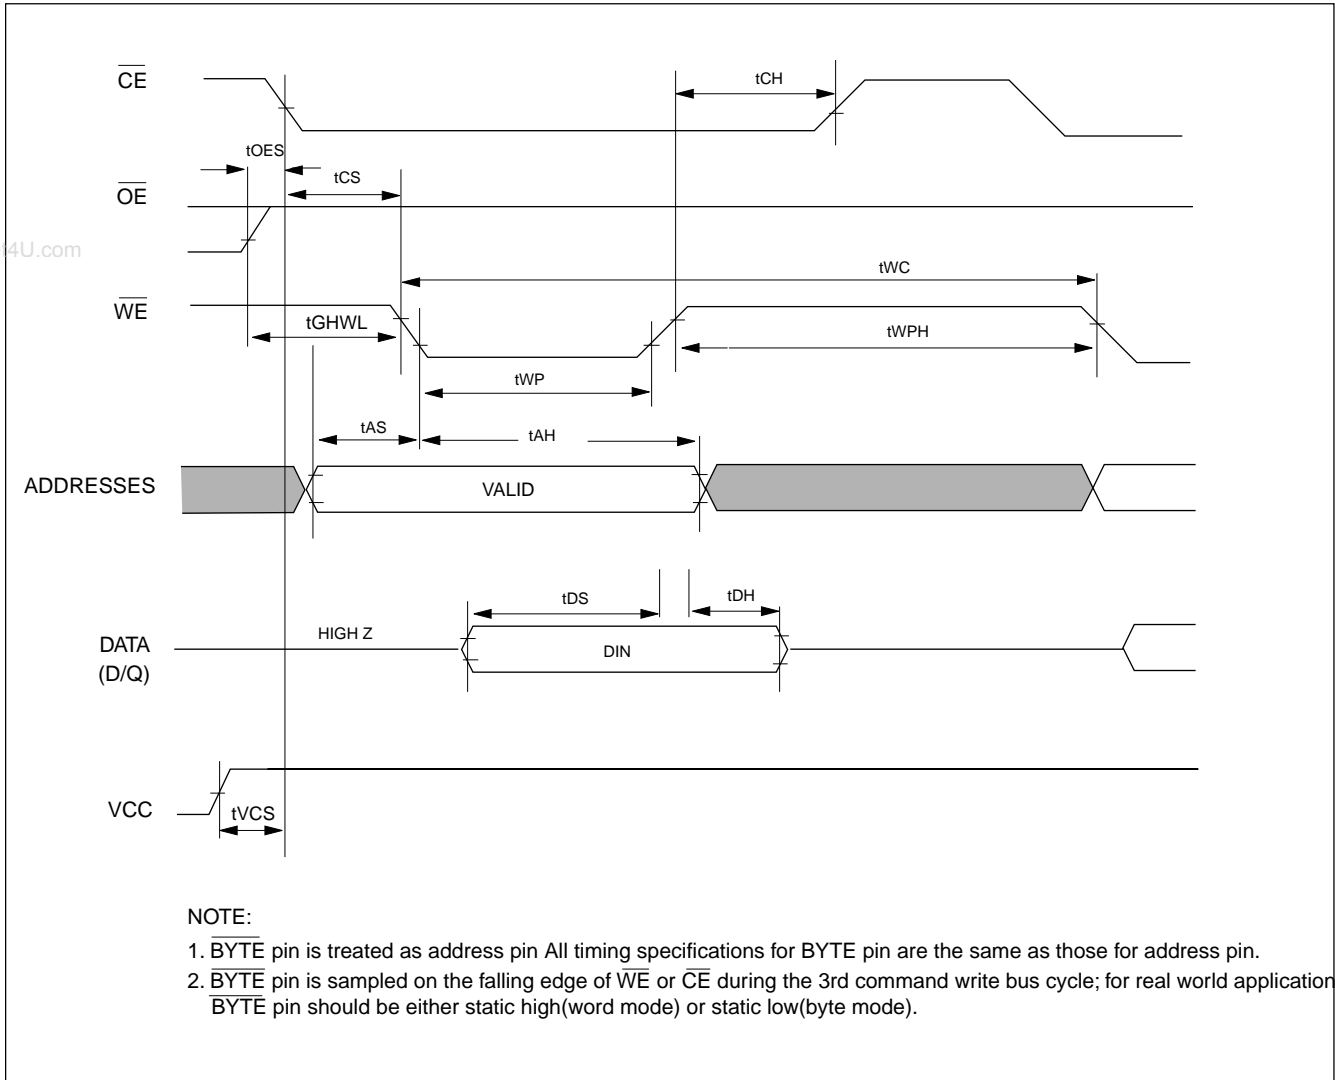 CE
tCH
tOES
tCS
OE
t4U.com
tWC
WE
tGHWL
tWPH
tWP
tAS
tAH
ADDRESSES
VALID
tDS
tDH
HIGH Z
DATA
(D/Q)
DIN
VCC
tVCS
NOTE:
1. BYTE pin is treated as address pin All timing specifications for BYTE pin are the same as those for address pin.
2. BYTE pin is sampled on the falling edge of WE or CE during the 3rd command write bus cycle; for real world application
BYTE pin should be either static high(word mode) or static low(byte mode).